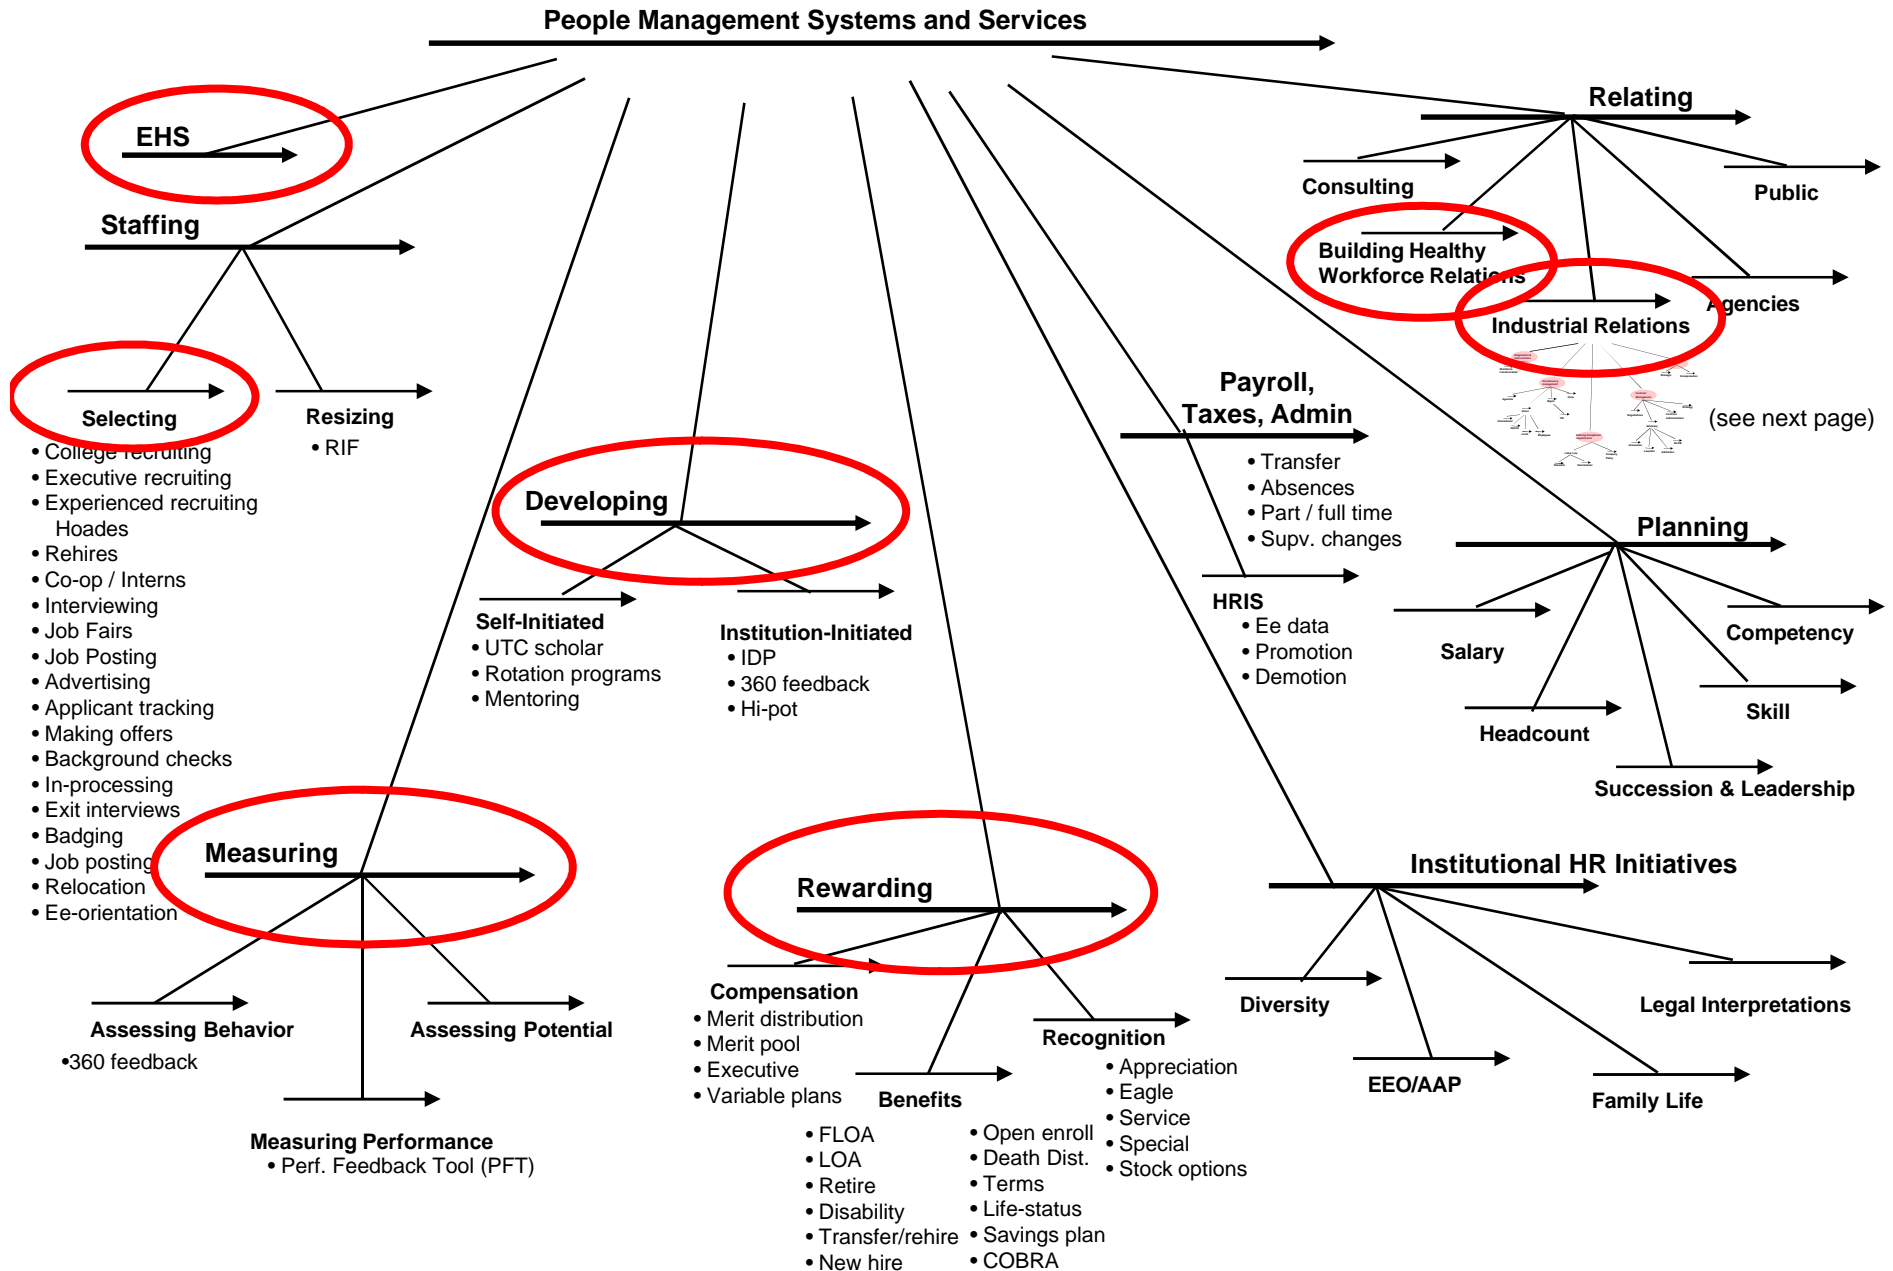 People Management Systems and Services
EHS
Staffing
Selecting
• College recruiting
• Executive recruiting
• Experienced recruiting
Hoades
• Rehires
• Co-op / Interns
• Interviewing
• Job Fairs
• Job Posting
• Advertising
• Applicant tracking
• Making offers
• Background checks
• In-processing
• Exit interviews
• Badging
• Job posting
• Relocation
• Ee-orientation
Resizing
• RIF
Measuring
Assessing Behavior
•360 feedback
Assessing Potential
Measuring Performance
• Perf. Feedback Tool (PFT)
Developing
Self-Initiated
• UTC scholar
• Rotation programs
• Mentoring
Institution-Initiated
• IDP
• 360 feedback
• Hi-pot
Rewarding
Compensation
• Merit distribution
• Merit pool
• Executive
• Variable plans
Benefits
• FLOA
• LOA
• Retire
• Disability
• Transfer/rehire
• New hire
• Open enroll
• Death Dist.
• Terms
• Life-status
• Savings plan
• COBRA
Recognition
• Appreciation
• Eagle
• Service
• Special
• Stock options
Payroll,
Taxes, Admin
• Transfer
• Absences
• Part / full time
• Supv. changes
HRIS
• Ee data
• Promotion
• Demotion
Institutional HR Initiatives
Diversity
EEO/AAP
Family Life
Legal Interpretations
Planning
Salary
Headcount
Succession & Leadership
Skill
Competency
Relating
Consulting
Building Healthy
Workforce Relations
Industrial Relations
(see next page)
Agencies
Public